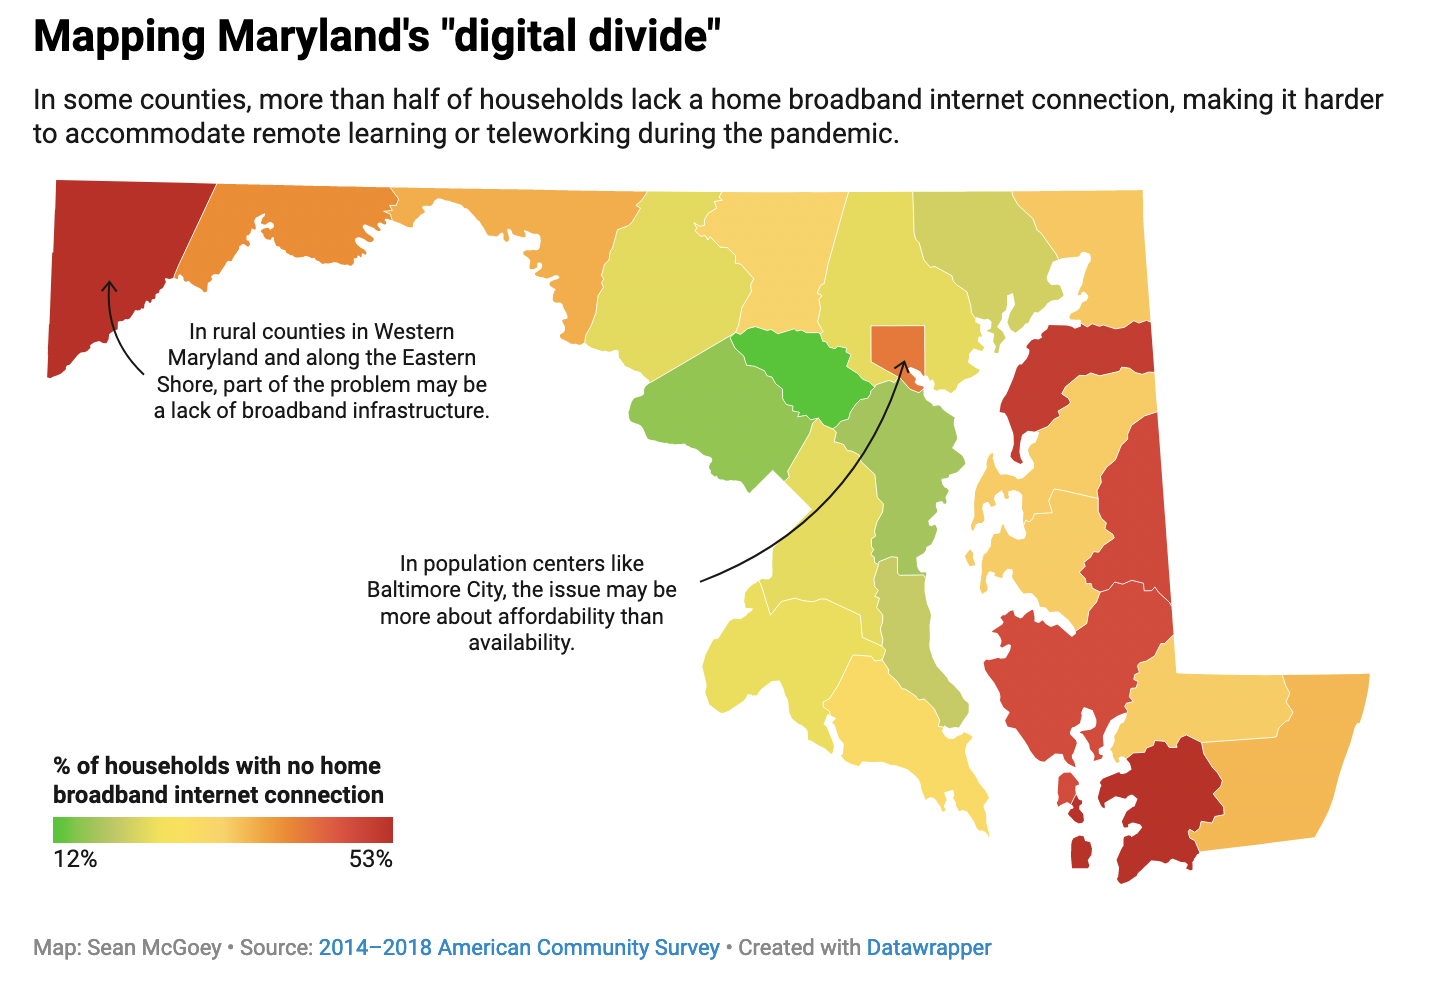 Mapping Maryland's "digital divide"
In some counties, more than half of households lack a home broadband internet connection, making it harder
to accommodate remote learning or teleworking during the pandemic.
In rural counties in Western
Maryland and along the Eastern
Shore, part of the problem may be
a lack of broadband infrastructure.
In population centers like
Baltimore City, the issue may be
more about affordability than
availability.
% of households with no home
broadband internet connection
12% 53%
Map: Sean McGoey • Source: 2014–2018 American Community Survey • Created with Datawrapper